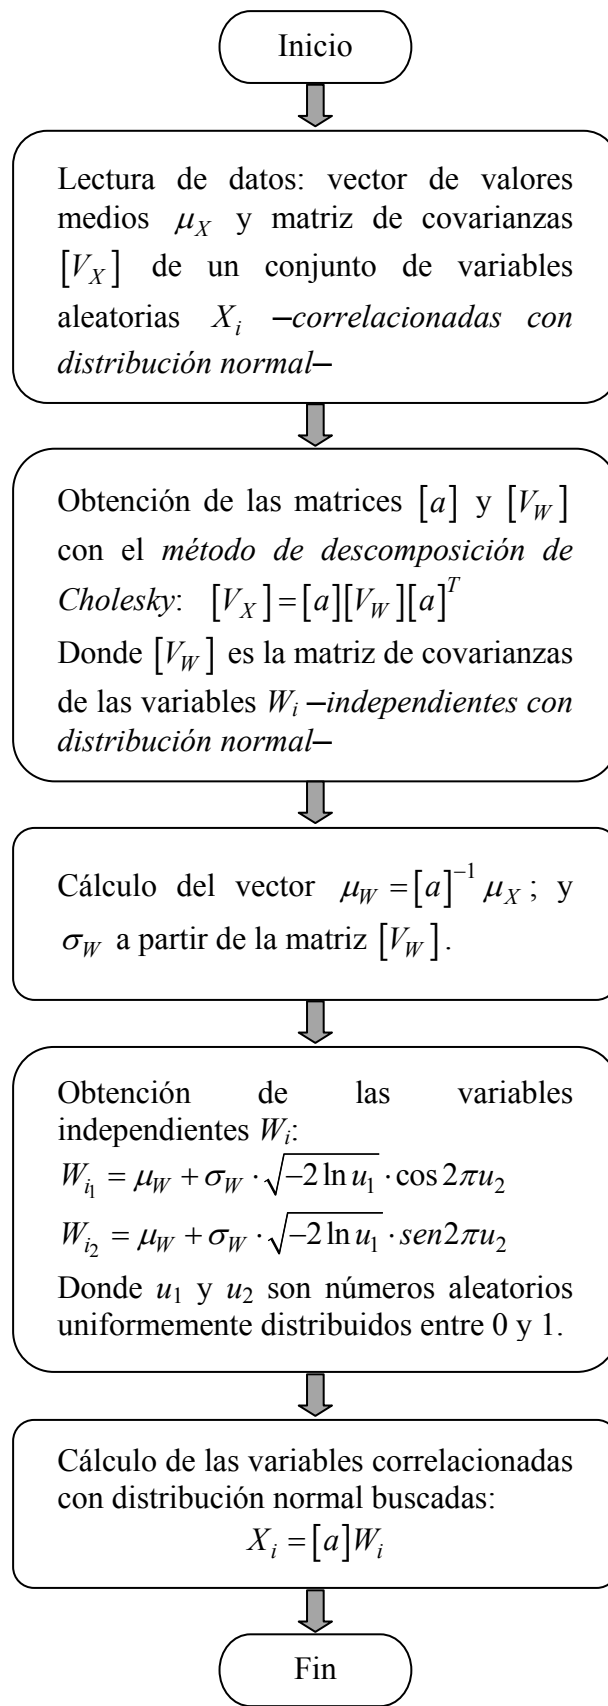 Inicio
Lectura de datos: vector de valores
medios μ_X y matriz de covarianzas
[V_X] de un conjunto de variables
aleatorias X_i –correlacionadas con
distribución normal–
Obtención de las matrices [a] y [V_W]
con el método de descomposición de
Cholesky: [V_X]=[a][V_W][a]^T
Donde [V_W] es la matriz de covarianzas
de las variables W_i –independientes con
distribución normal–
Cálculo del vector μ_W =[a]^{-1} μ_X ; y
σ_W a partir de la matriz [V_W].
Obtención de las variables
independientes W_i:
W_{i_1} = μ_W + σ_W · √(−2 ln u_1) · cos 2πu_2
W_{i_2} = μ_W + σ_W · √(−2 ln u_1) · sen2πu_2
Donde u_1 y u_2 son números aleatorios
uniformemente distribuidos entre 0 y 1.
Cálculo de las variables correlacionadas
con distribución normal buscadas:
X_i = [a]W_i
Fin